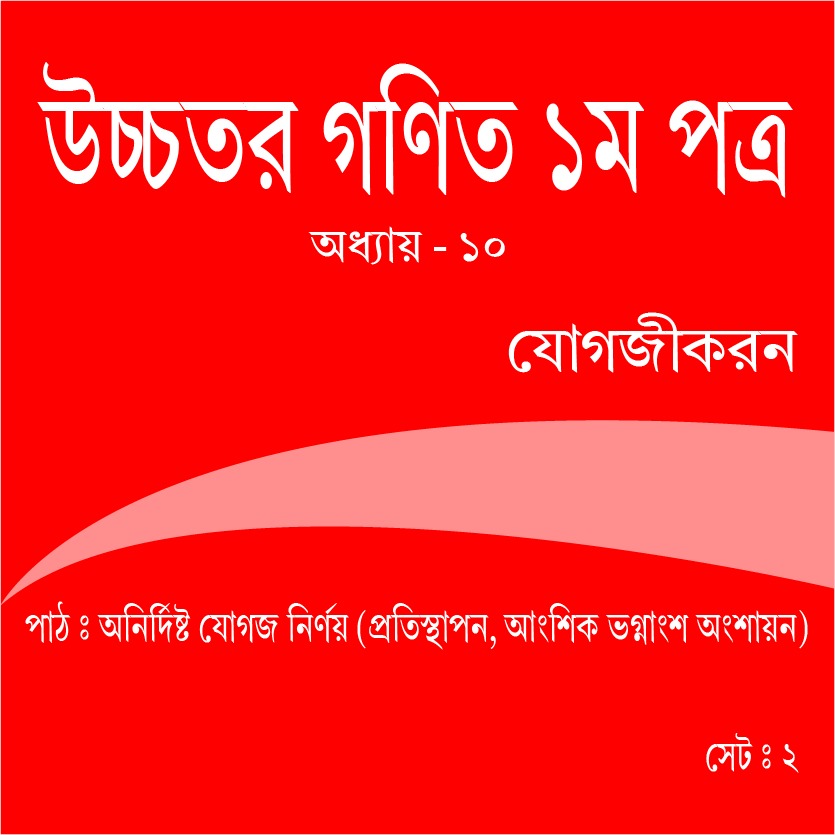 উচ্চতর গণিত ১ম পত্র
অধ্যায় - ১০
যোগজীকরন
পাঠ ঃ অনির্দিষ্ট যোগজ নির্ণয় (প্রতিস্থাপন, আংশিক ভগ্নাংশ অংশায়ন)
সেট ঃ ২